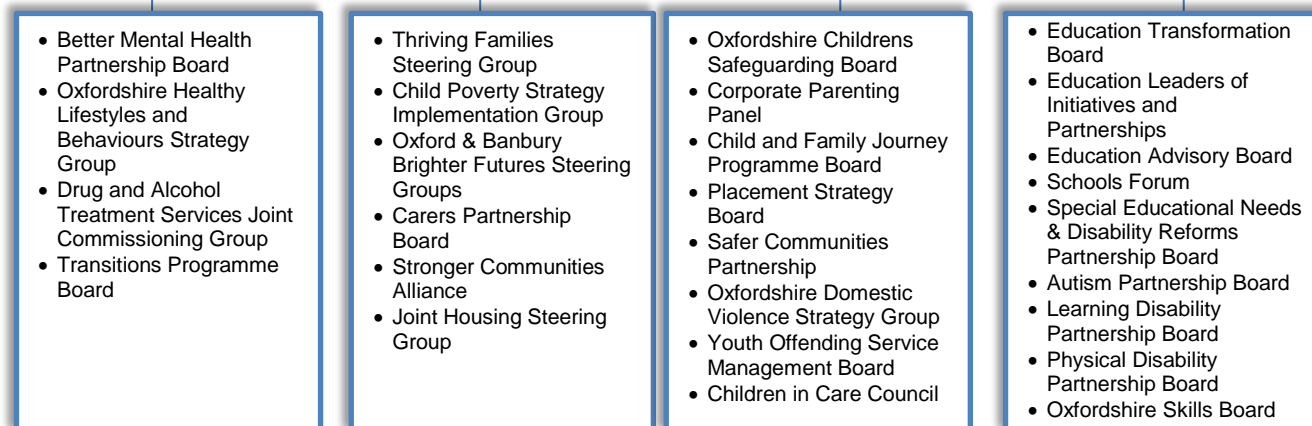 • Better Mental Health
Partnership Board
• Oxfordshire Healthy
Lifestyles and
Behaviours Strategy
Group
• Drug and Alcohol
Treatment Services Joint
Commissioning Group
• Transitions Programme
Board
• Thriving Families
Steering Group
• Child Poverty Strategy
Implementation Group
• Oxford & Banbury
Brighter Futures Steering
Groups
• Carers Partnership
Board
• Stronger Communities
Alliance
• Joint Housing Steering
Group
• Oxfordshire Childrens
Safeguarding Board
• Corporate Parenting
Panel
• Child and Family Journey
Programme Board
• Placement Strategy
Board
• Safer Communities
Partnership
• Oxfordshire Domestic
Violence Strategy Group
• Youth Offending Service
Management Board
• Children in Care Council
• Education Transformation
Board
• Education Leaders of
Initiatives and
Partnerships
• Education Advisory Board
• Schools Forum
• Special Educational Needs
& Disability Reforms
Partnership Board
• Autism Partnership Board
• Learning Disability
Partnership Board
• Physical Disability
Partnership Board
• Oxfordshire Skills Board